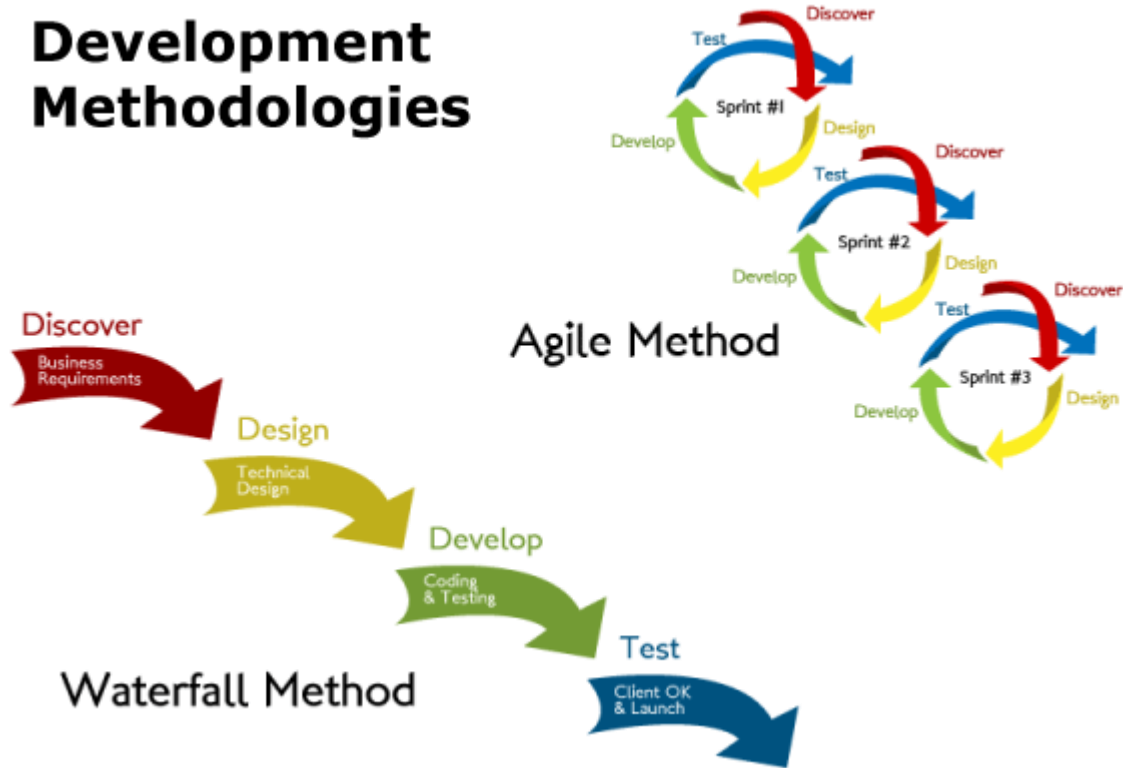 Development
Methodologies
Discover
Test
Sprint #1
Design
Develop
Discover
Test
Sprint #2
Design
Develop
Discover
Test
Sprint #3
Design
Develop
Agile Method
Discover
Business
Requirements
Design
Technical
Design
Develop
Coding
& Testing
Test
Client OK
& Launch
Waterfall Method